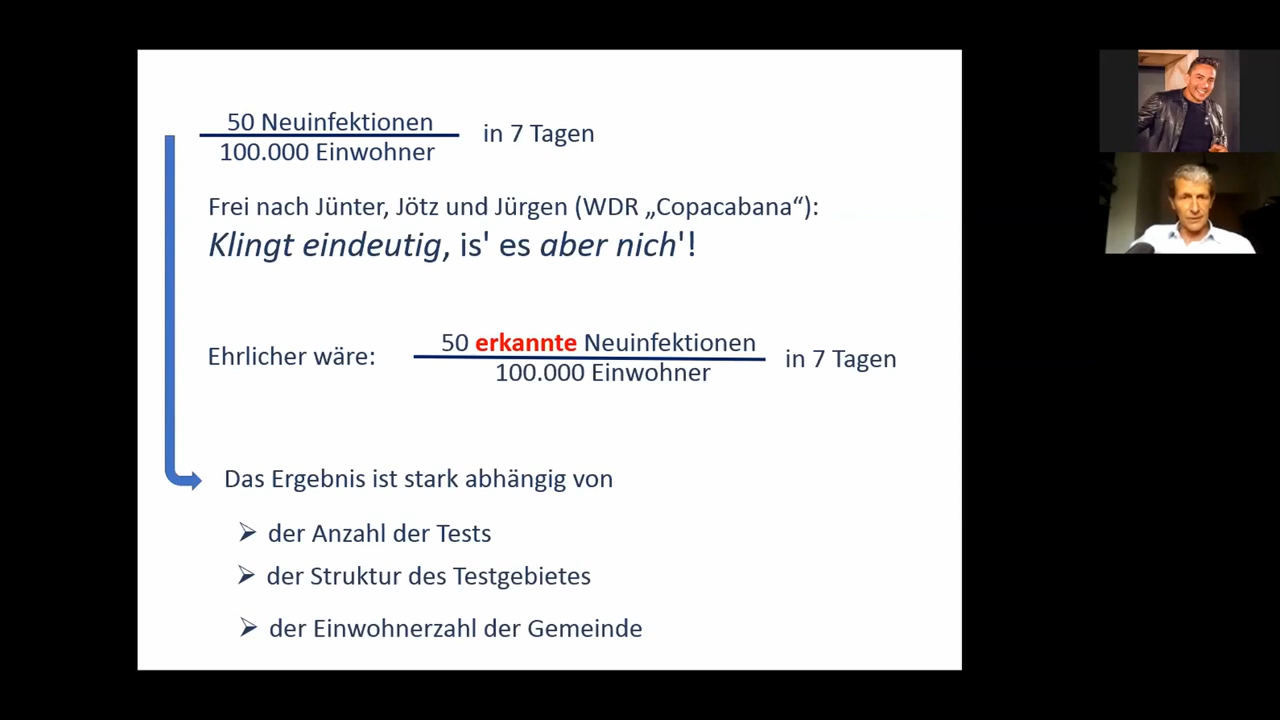 50 Neuinfektionen
100.000 Einwohner
in 7 Tagen
Frei nach Jünter, Jötz und Jürgen (WDR „Copacabana“):
Klingt eindeutig, is' es aber nich'!
Ehrlicher wäre:
50 erkannte Neuinfektionen
100.000 Einwohner
in 7 Tagen
Das Ergebnis ist stark abhängig von
➢ der Anzahl der Tests
➢ der Struktur des Testgebietes
➢ der Einwohnerzahl der Gemeinde